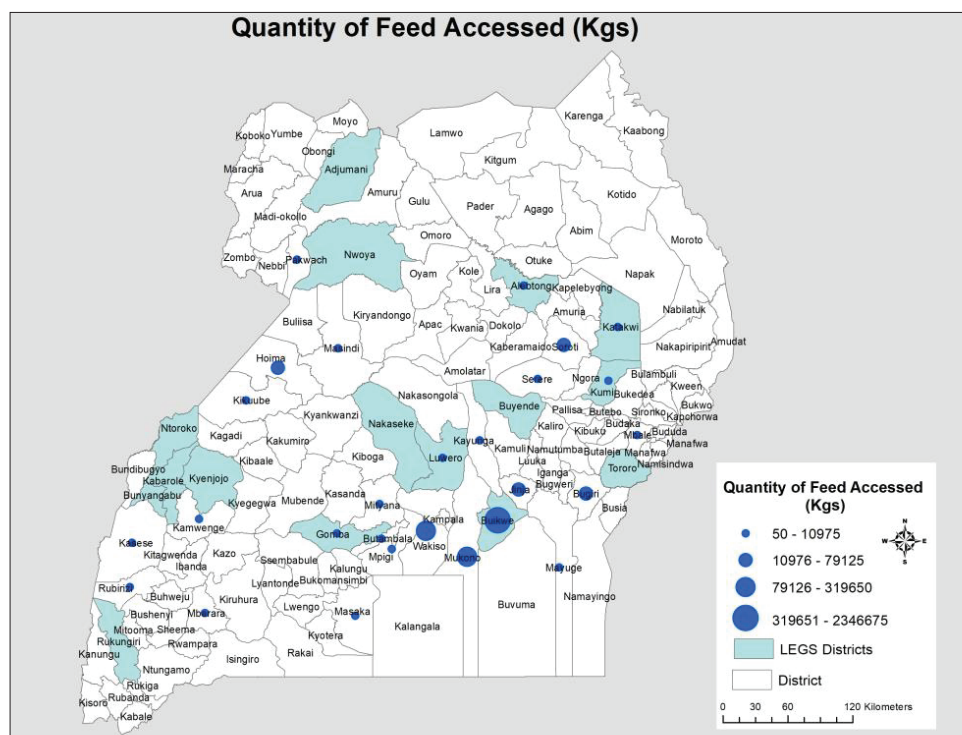 Quantity of Feed Accessed (Kgs)
Moyo
Koboko
Yumbe
Obongi
Adjumani
Maracha
Arua
Madi-okollo
Zombo
Nebbi
Pakwach
Amuru
Gulu
Nwoya
Omoro
Lamwo
Kitgum
Karenga
Kaabong
Kotido
Pader
Agago
Abim
Moroto
Napak
Otuke
Kole
Oyam
Lira
Alebtong
Kapelebyong
Amuria
Katakwi
Nabilatuk
Amudat
Nakapiripirit
Buliisa
Kiryandongo
Apac
Kwania
Dokolo
Kaberamaido
Soroti
Masindi
Hoima
Amolatar
Serere
Ngora
Kumi
Bukedea
Bulambuli
Kween
Bukwo
Kapchorwa
Sironko
Kikuube
Nakasongola
Buyende
Pallisa
Butebo
Budaka
Kibuko
Mbale
Bududa
Manafwa
Manafwa
Namisindwa
Butaleja
Tororo
Kyankwanzi
Nakaseke
Ntoroko
Kagadi
Kakumiro
Kibaale
Kiboga
Luwero
Kayunga
Kamuli
Kaliro
Namutumba
Luuka
Iganga
Bugweri
Bugiri
Busia
Jinja
Bundibugyo
Kabarole
Bunyangabu
Kyenjojo
Kyegegwa
Mubende
Kasanda
Mityana
Kamwenge
Gomba
Butambala
Mpigi
Kampala
Wakiso
Mukono
Buikwe
Mayuge
Namayingo
Buvuma
Kasese
Kitagwenda
Ibanda
Kazo
Ssembabule
Kalungu
Bukomansimbi
Lyantonde
Lwengo
Masaka
Kalangala
Rubirizi
Buhweju
Kiruhura
Bushenyi
Mbarara
Mitooma
Sheema
Rwampara
Rukungiri
Kanungu
Ntungamo
Isingiro
Rakai
Kyotera
Rukiga
Rubanda
Kisoro
Kabale
Quantity of Feed Accessed
(Kgs)
50 - 10975
10976 - 79125
79126 - 319650
319651 - 2346675
LEGS Districts
District
0 15 30 60 90 120 Kilometers
N
W
E
S